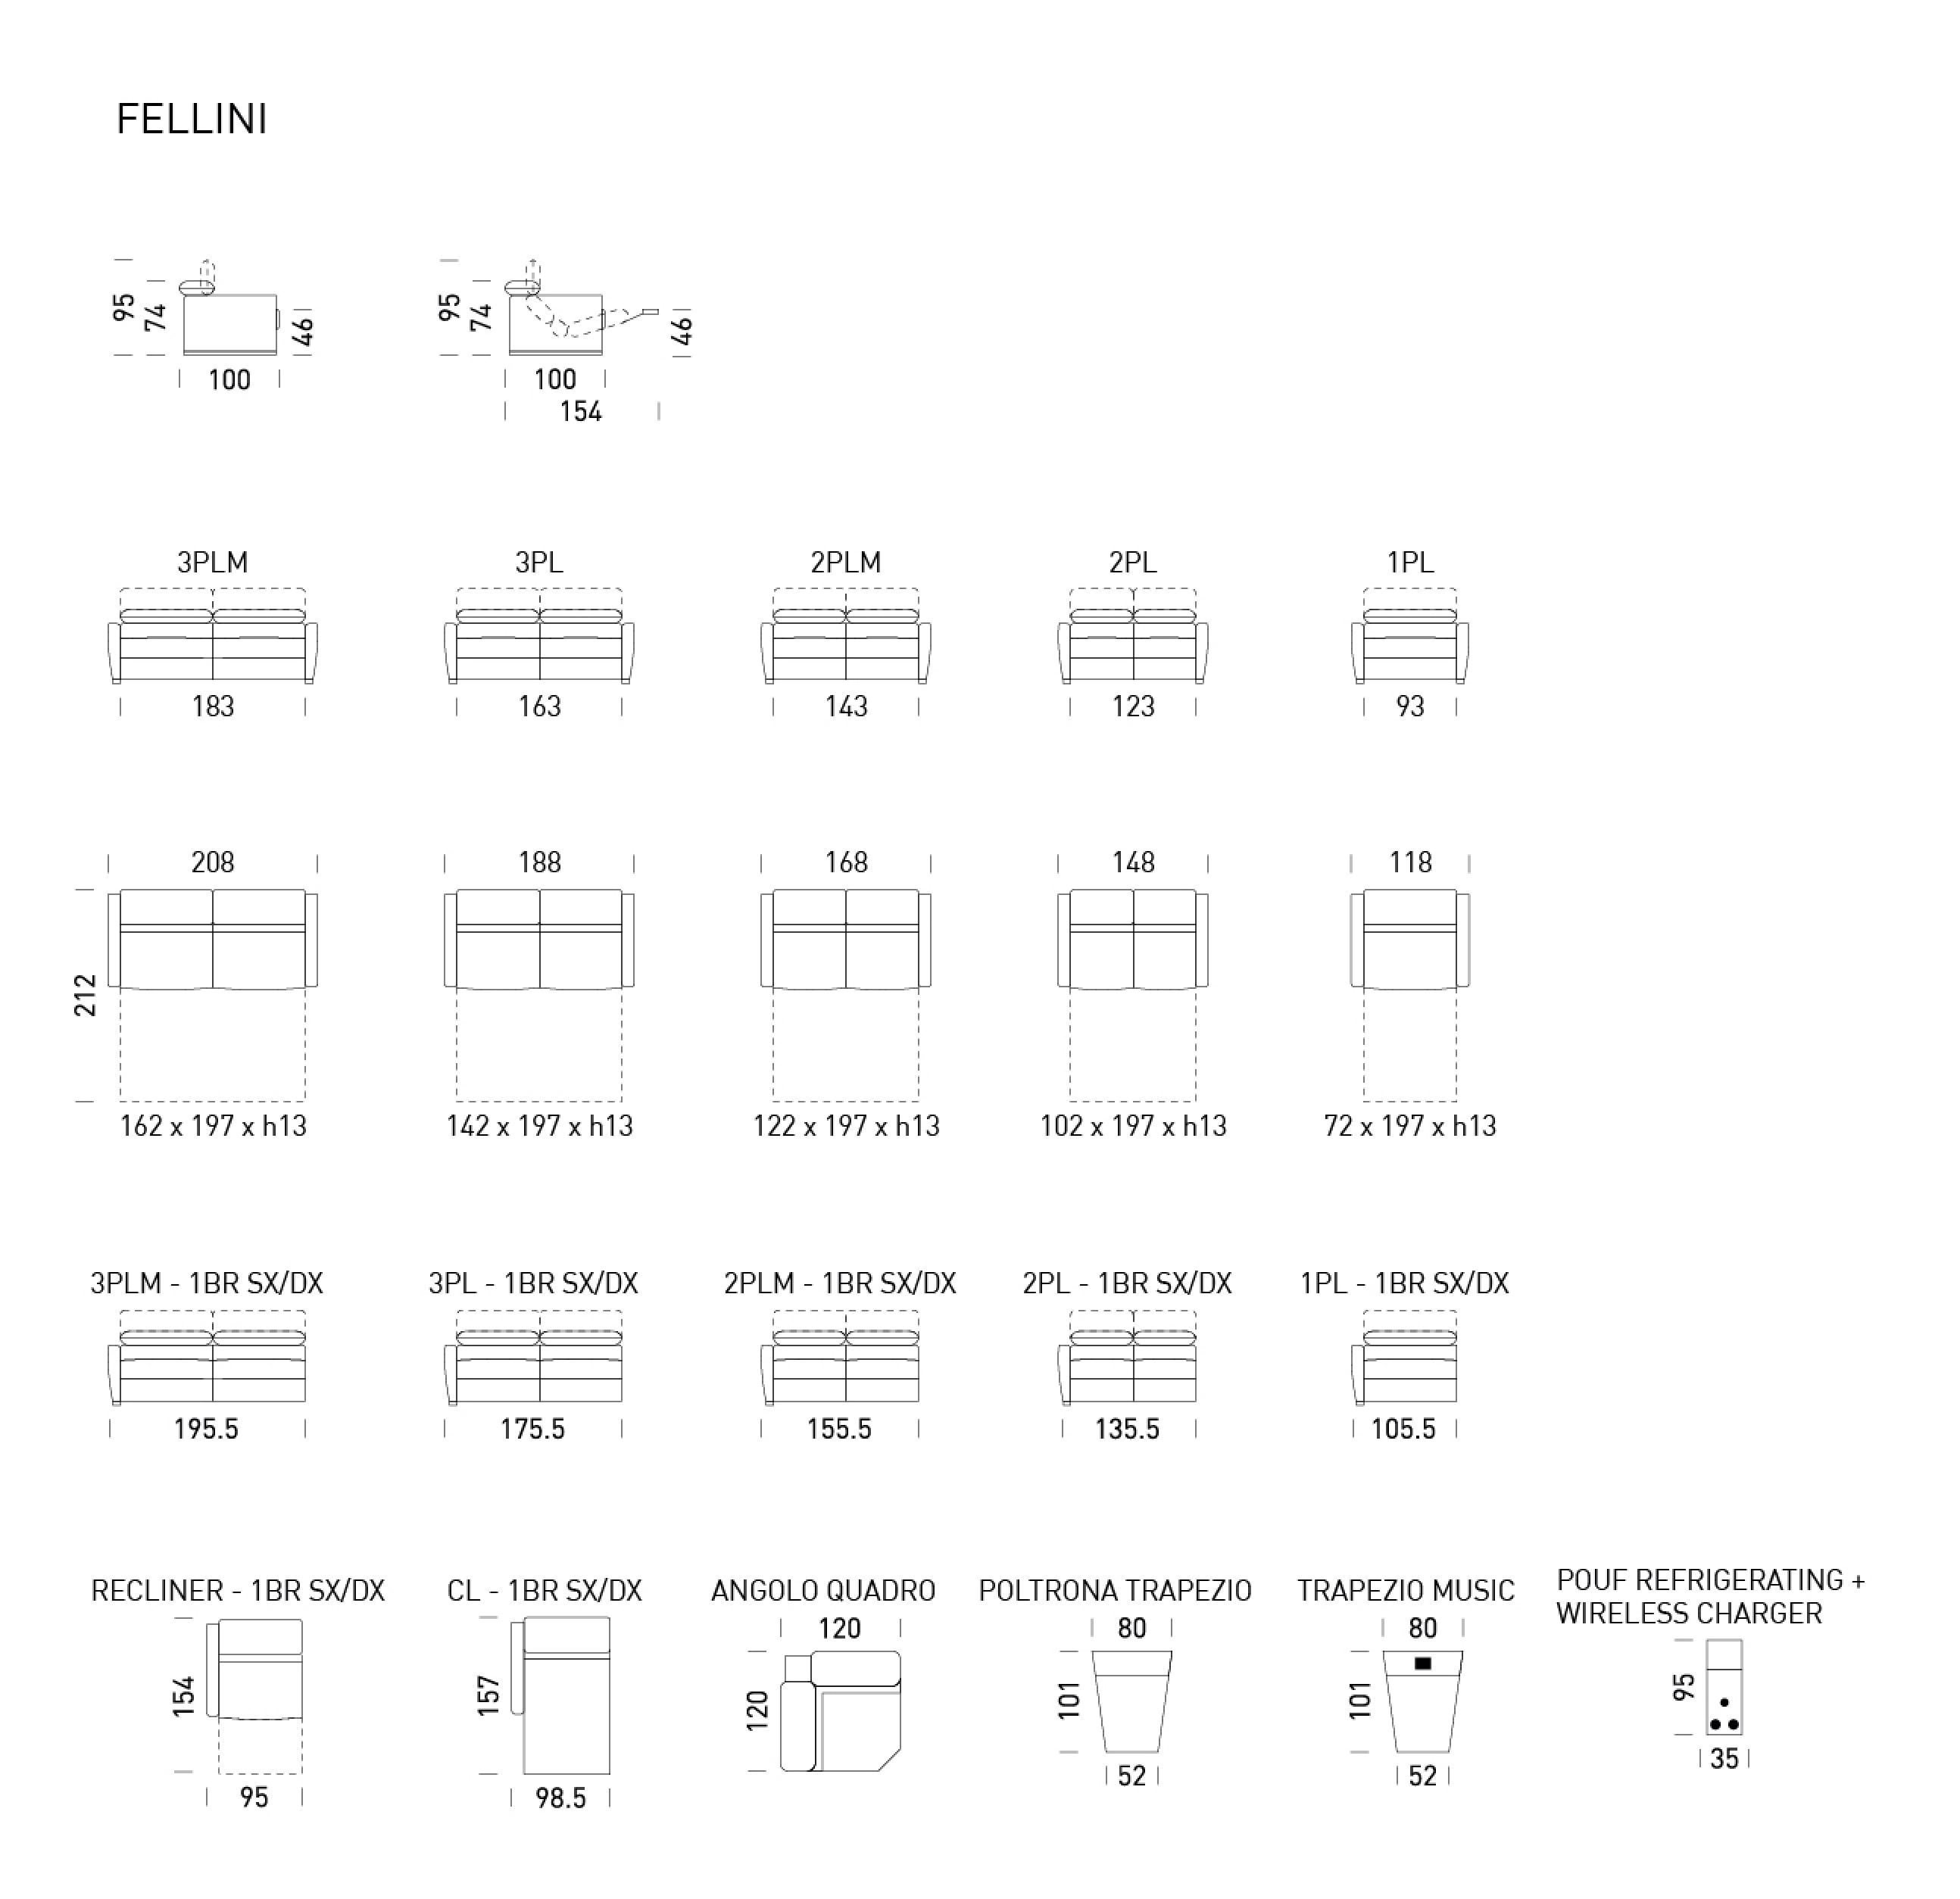 FELLINI
95 74 46
100
95 74 46
100
154
3PLM 3PL 2PLM 2PL 1PL
183 163 143 123 93
208 188 168 148 118
212
162 x 197 x h13 142 x 197 x h13 122 x 197 x h13 102 x 197 x h13 72 x 197 x h13
3PLM - 1BR SX/DX 3PL - 1BR SX/DX 2PLM - 1BR SX/DX 2PL - 1BR SX/DX 1PL - 1BR SX/DX
195.5 175.5 155.5 135.5 105.5
RECLINER - 1BR SX/DX
154
95
CL - 1BR SX/DX
157
98.5
ANGOLO QUADRO
120
120
POLTRONA TRAPEZIO
80
101
52
TRAPEZIO MUSIC
80
101
52
POUF REFRIGERATING +
WIRELESS CHARGER
95
35